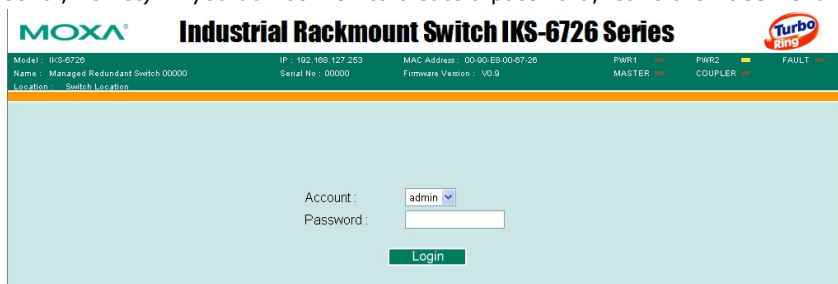 MOXA® Industrial Rackmount Switch IKS-6726 Series Turbo Ring
Model : IKS-6726 IP : 192.168.127.253 MAC Address : 00-90-E8-00-67-26 PWR1 PWR2 FAULT
Name : Managed Redundant Switch 00000 Serial No : 00000 Firmware Version : V0.9 MASTER COUPLER
Location : Switch Location
Account : admin
Password :
Login